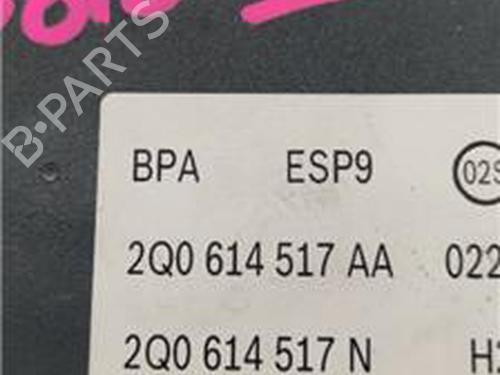 B-PARTS
BPA ESP9
2Q0 614 517 AA 022
2Q0 614 517 N